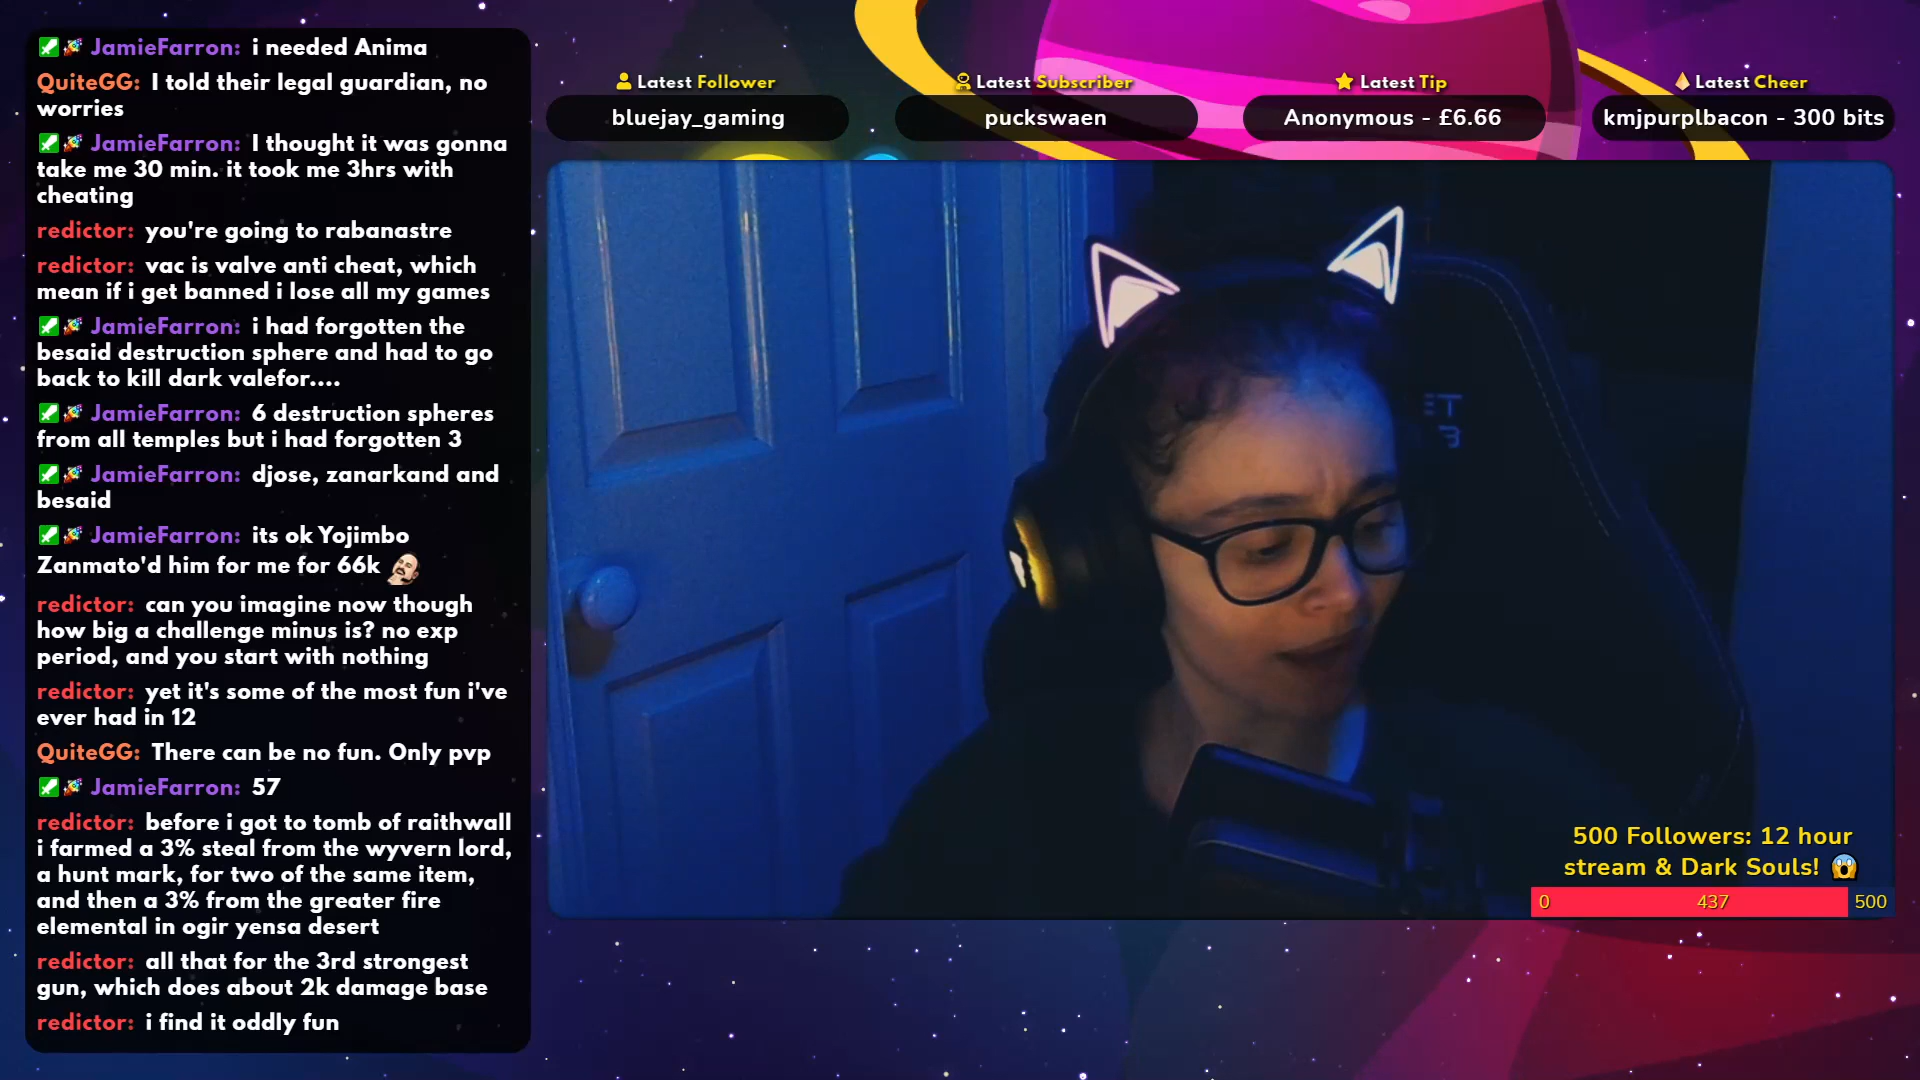 JamieFarron: i needed Anima
QuiteGG: I told their legal guardian, no
worries
JamieFarron: I thought it was gonna
take me 30 min. it took me 3hrs with
cheating
redictor: you're going to rabanastre
redictor: vac is valve anti cheat, which
mean if i get banned i lose all my games
JamieFarron: i had forgotten the
besaid destruction sphere and had to go
back to kill dark valefor....
JamieFarron: 6 destruction spheres
from all temples but i had forgotten 3
JamieFarron: djose, zanarkand and
besaid
JamieFarron: its ok Yojimbo
Zanmato'd him for me for 66k
redictor: can you imagine now though
how big a challenge minus is? no exp
period, and you start with nothing
redictor: yet it's some of the most fun i've
ever had in 12
QuiteGG: There can be no fun. Only pvp
JamieFarron: 57
redictor: before i got to tomb of raithwall
i farmed a 3% steal from the wyvern lord,
a hunt mark, for two of the same item,
and then a 3% from the greater fire
elemental in ogir yensa desert
redictor: all that for the 3rd strongest
gun, which does about 2k damage base
redictor: i find it oddly fun
Latest Follower
bluejay_gaming
Latest Subscriber
puckswaen
Latest Tip
Anonymous - £6.66
Latest Cheer
kmjpurplbacon - 300 bits
500 Followers: 12 hour
stream & Dark Souls! 😱
0 437 500